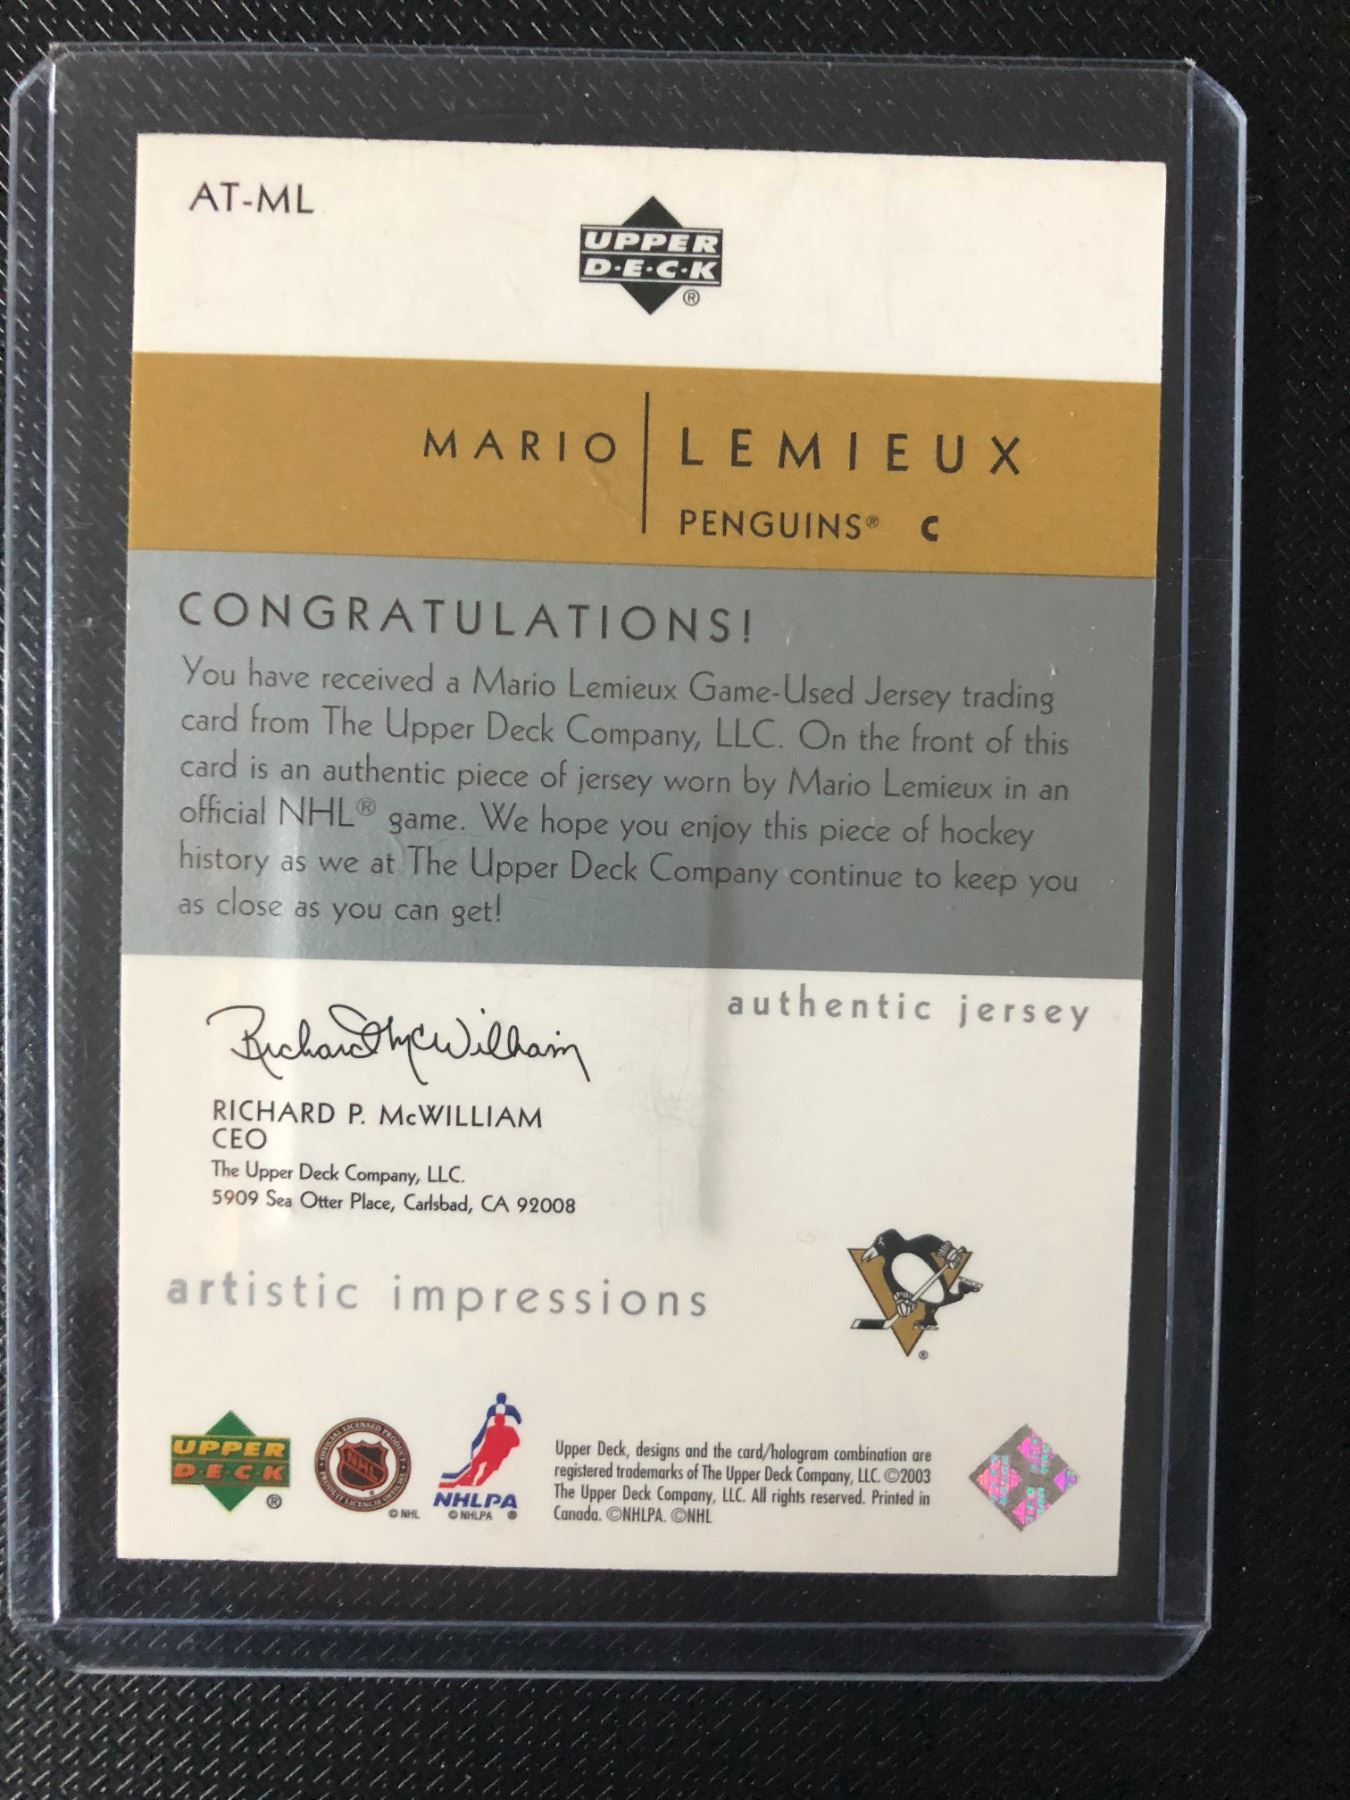 AT-ML
UPPER
D·E·C·K
®
MARIO LEMIEUX
PENGUINS® C
CONGRATULATIONS!
You have received a Mario Lemieux Game-Used Jersey trading
card from The Upper Deck Company, LLC. On the front of this
card is an authentic piece of jersey worn by Mario Lemieux in an
official NHL® game. We hope you enjoy this piece of hockey
history as we at The Upper Deck Company continue to keep you
as close as you can get!
authentic jersey
Richard McWilliam
RICHARD P. McWILLIAM
CEO
The Upper Deck Company, LLC.
5909 Sea Otter Place, Carlsbad, CA 92008
artistic impressions
®
UPPER
D·E·C·K
®
NHL
© NHL
NHLPA
© NHLPA ®
Upper Deck, designs and the card/hologram combination are
registered trademarks of The Upper Deck Company, LLC. ©2003
The Upper Deck Company, LLC. All rights reserved. Printed in
Canada. ©NHLPA. ©NHL